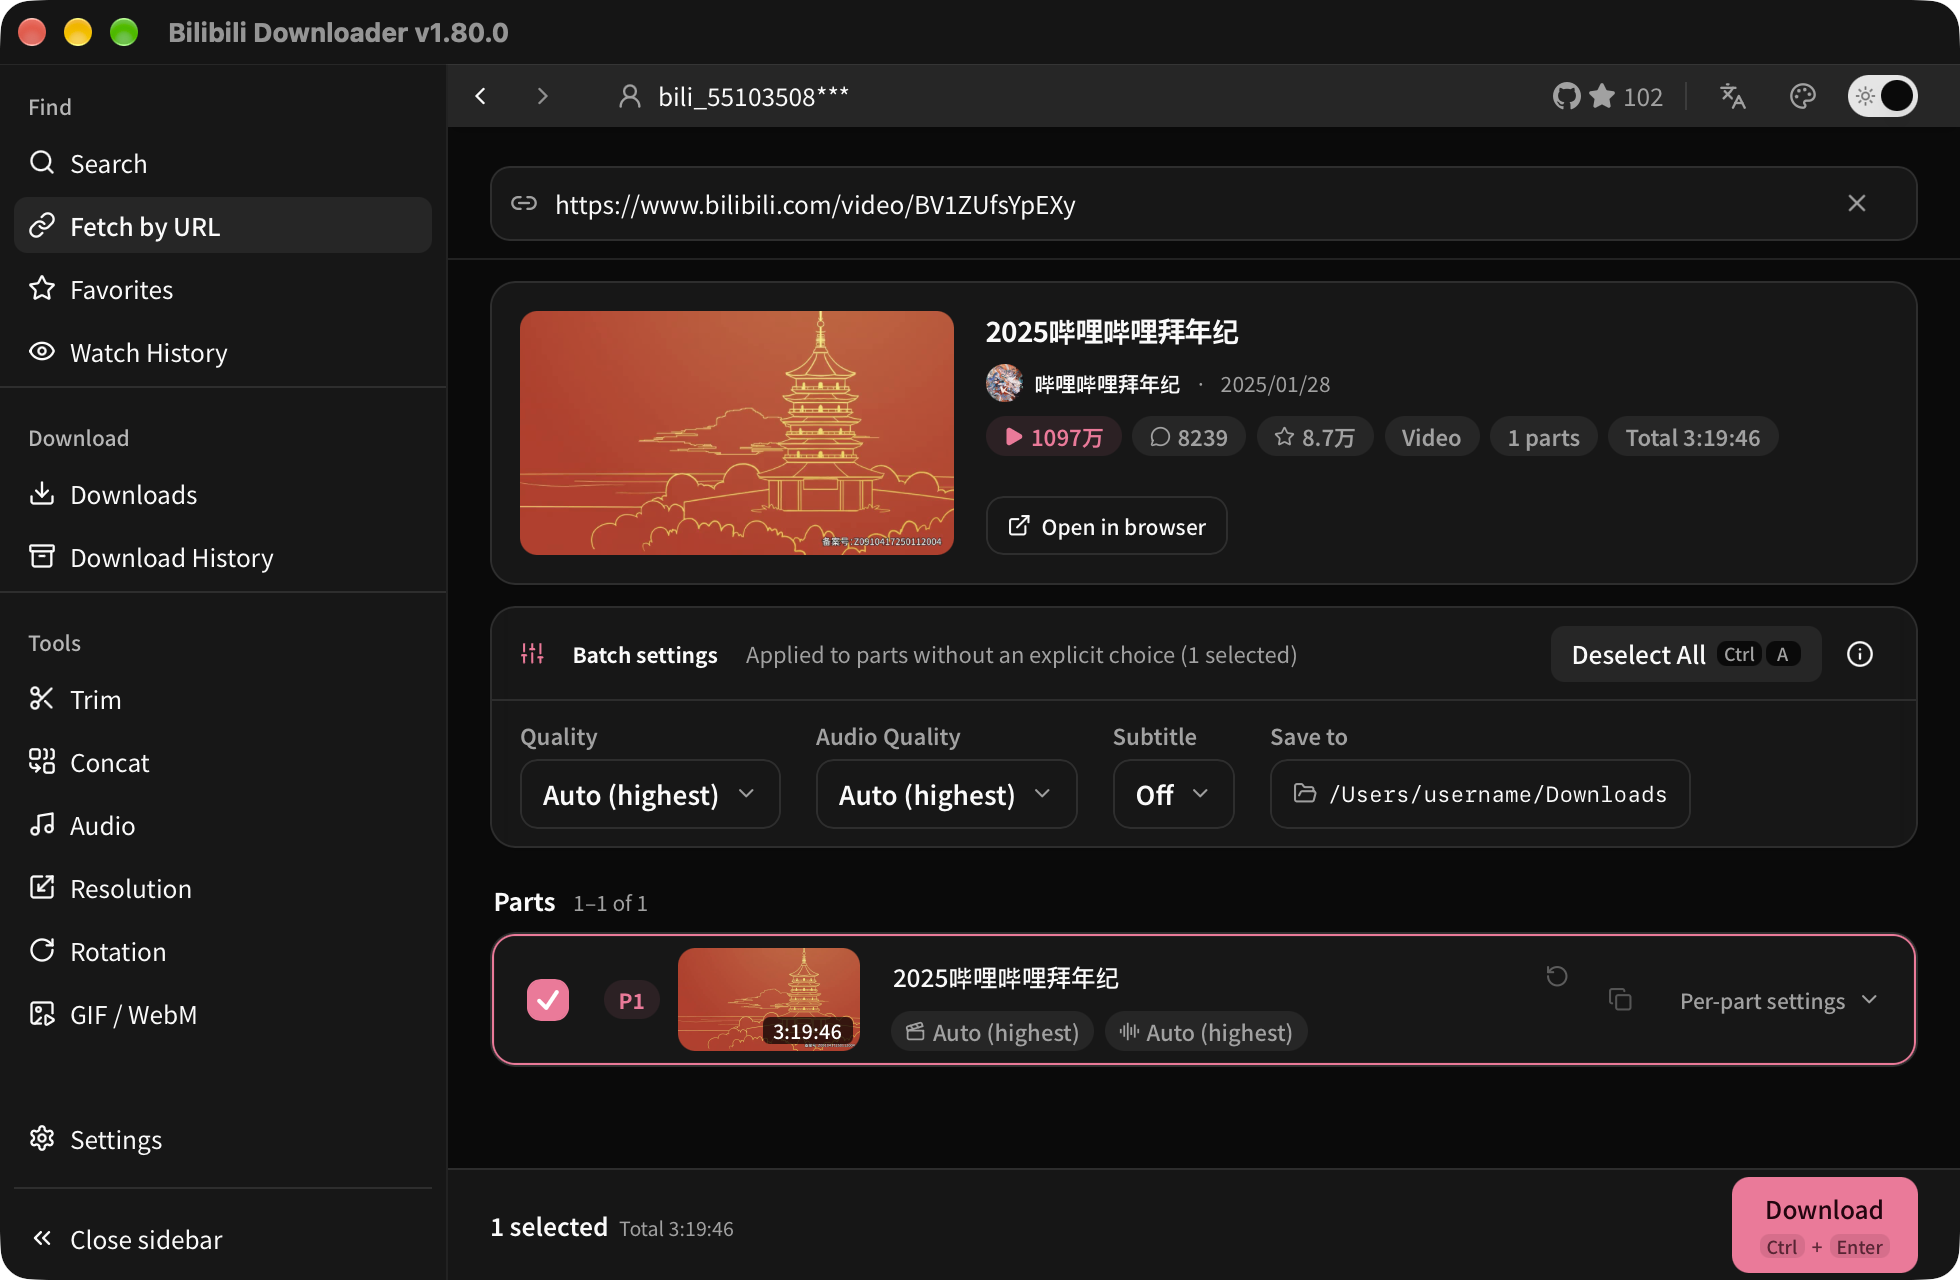 Bilibili Downloader v1.80.0
Find
Search
Fetch by URL
Favorites
Watch History
Download
Downloads
Download History
Tools
Trim
Concat
Audio
Resolution
Rotation
GIF / WebM
Settings
Close sidebar
bili_55103508***
102
https://www.bilibili.com/video/BV1ZUfsYpEXy
备案号:Z0910417250112004
2025哔哩哔哩拜年纪
哔哩哔哩拜年纪 · 2025/01/28
1097万 8239 8.7万 Video 1 parts Total 3:19:46
Open in browser
Batch settings Applied to parts without an explicit choice (1 selected) Deselect All Ctrl A
Quality Audio Quality Subtitle Save to
Auto (highest) Auto (highest) Off /Users/username/Downloads
Parts 1–1 of 1
P1
3:19:46
2025哔哩哔哩拜年纪
Auto (highest) Auto (highest)
Per-part settings
1 selected Total 3:19:46
Download
Ctrl + Enter